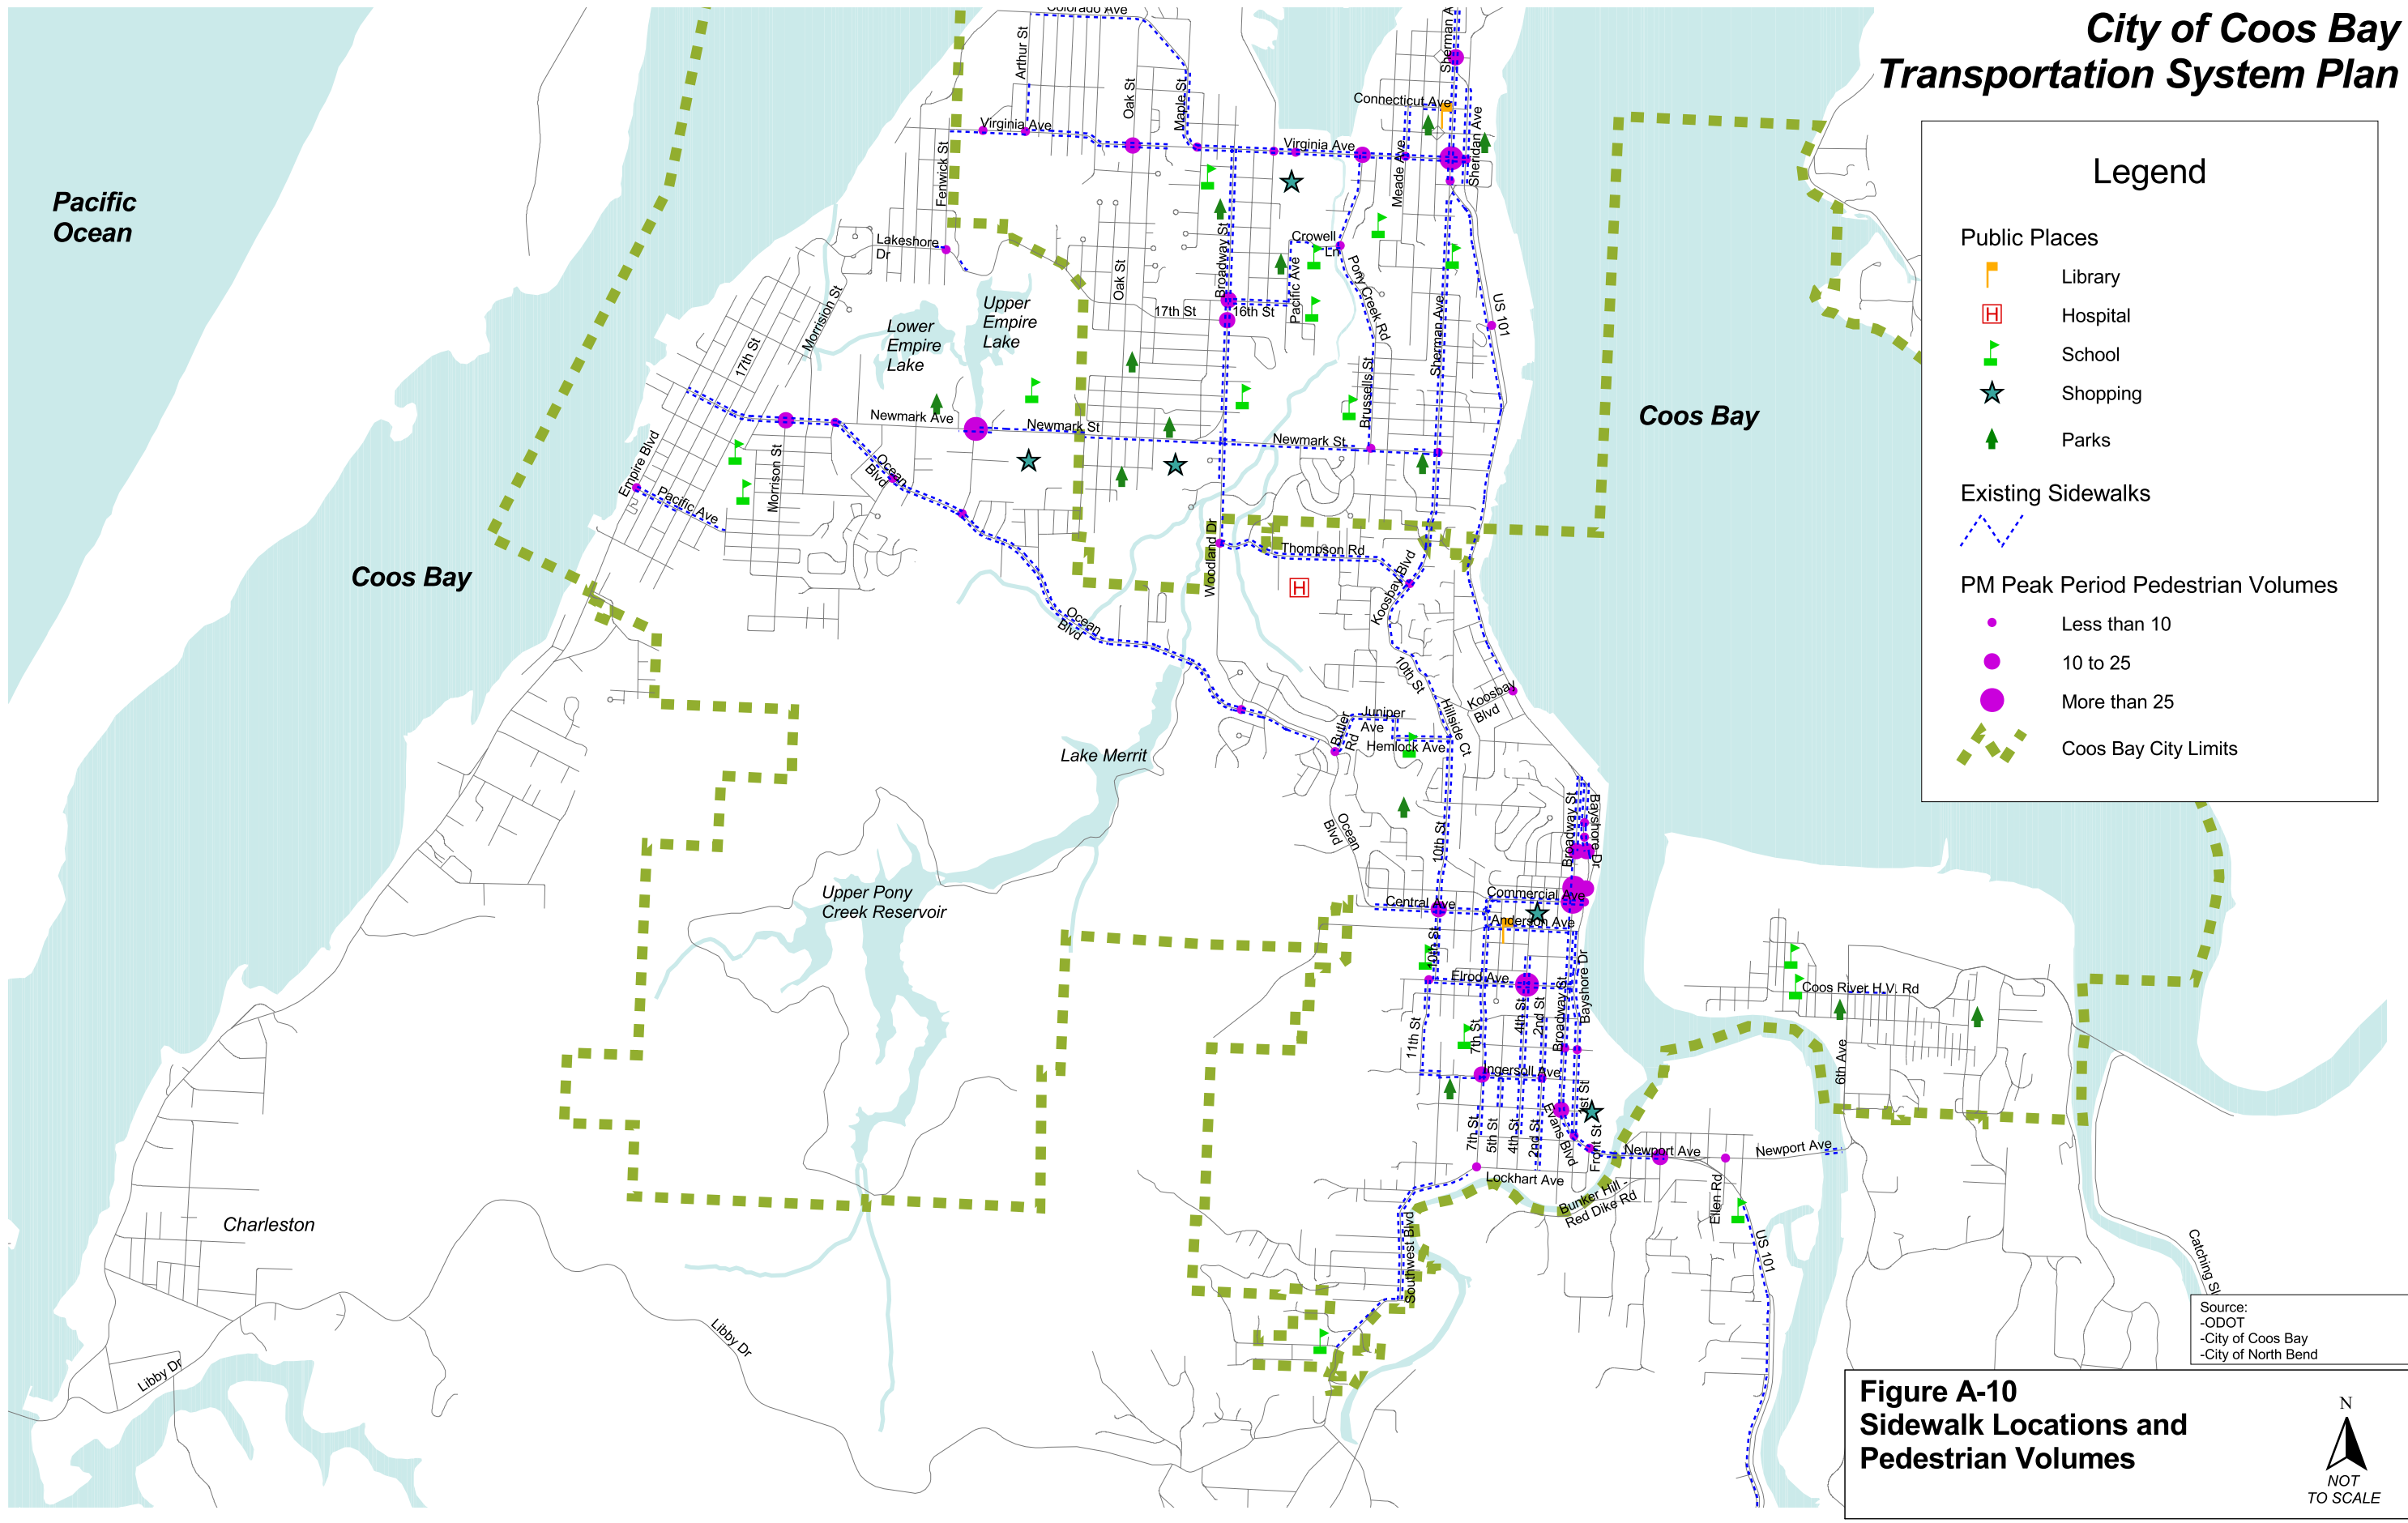 City of Coos Bay
Transportation System Plan
Legend
Public Places
Library
H
Hospital
School
Shopping
Parks
Existing Sidewalks
PM Peak Period Pedestrian Volumes
Less than 10
10 to 25
More than 25
Coos Bay City Limits
Pacific
Ocean
Colorado Ave
Arthur St
Oak St
Maple St
Virginia Ave
Fenwick St
Virginia Ave
Connecticut Ave
Sherman A
Sheridan Ave
Meade Ave
Lakeshore
Dr
Crowell
Ln
Broadway St
Oak St
Pacific Ave
Pony Creek Rd
Morrision St
Upper
Empire
Lake
Lower
Empire
Lake
17th St
16th St
US 101
Sherman Ave
17th St
Brussells St
Newmark Ave
Newmark St
Newmark St
Coos Bay
Empire Blvd
Pacific Ave
Morrison St
Ocean
Blvd
Coos Bay
Woodland Dr
Thompson Rd
H
Koosbay Blvd
Ocean
Blvd
10th St
Koosbay
Blvd
Hillside Ct
Juniper
Ave
Butler
Rd
Hemlock Ave
Lake Merrit
Ocean
Blvd
10th St
Broadway St
Bayshore Dr
Upper Pony
Creek Reservoir
Central Ave
Commercial Ave
Anderson Ave
10th St
Elroo Ave
Bayshore Dr
Broadway St
4th St
2nd St
7th St
11th St
Ingersoll Ave
Coos River H.V. Rd
6th Ave
7th St
5th St
4th St
2nd St
Evans Blvd
1st St
Front St
Newport Ave
Newport Ave
Lockhart Ave
Bunker Hill -
Red Dike Rd
Ellen Rd
US 101
Southwest Blvd
Charleston
Libby Dr
Libby Dr
Catching Sl
Source:
-ODOT
-City of Coos Bay
-City of North Bend
Figure A-10
Sidewalk Locations and
Pedestrian Volumes
N
NOT
TO SCALE